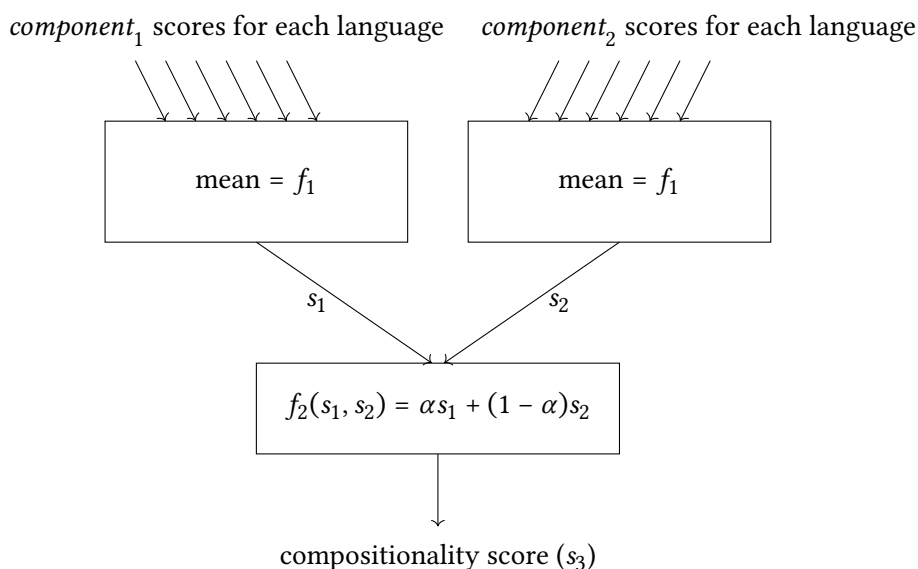 component₁ scores for each language
component₂ scores for each language
mean = f₁
mean = f₁
s₁
s₂
f₂(s₁, s₂) = αs₁ + (1 − α)s₂
compositionality score (s₃)